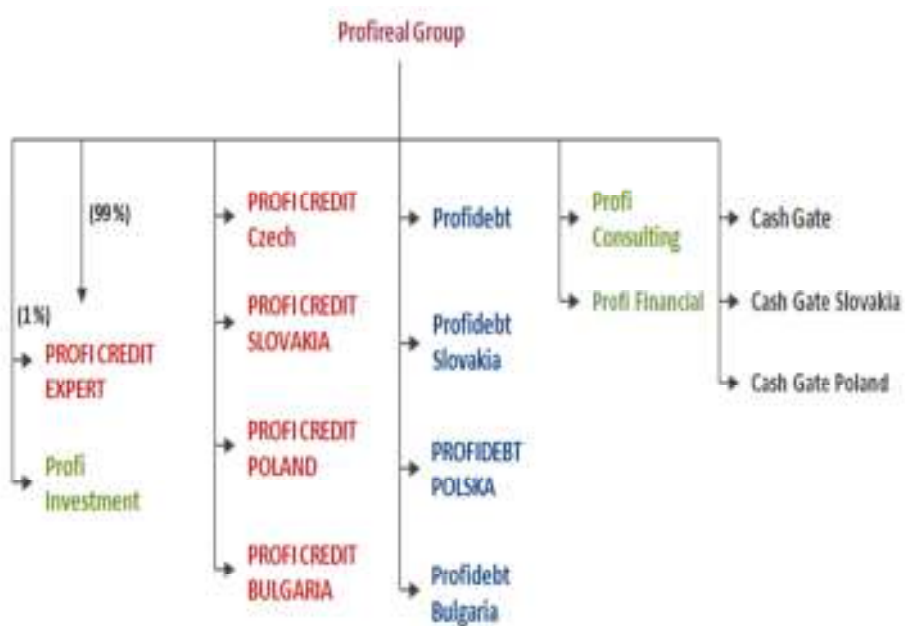 Profireal Group
(99%)
(1%)
PROFI CREDIT
EXPERT
Profi
Investment
PROFI CREDIT
Czech
PROFI CREDIT
SLOVAKIA
PROFI CREDIT
POLAND
PROFI CREDIT
BULGARIA
Profidebt
Profidebt
Slovakia
PROFIDEBT
POLSKA
Profidebt
Bulgaria
Profi
Consulting
Profi Financial
Cash Gate
Cash Gate Slovakia
Cash Gate Poland